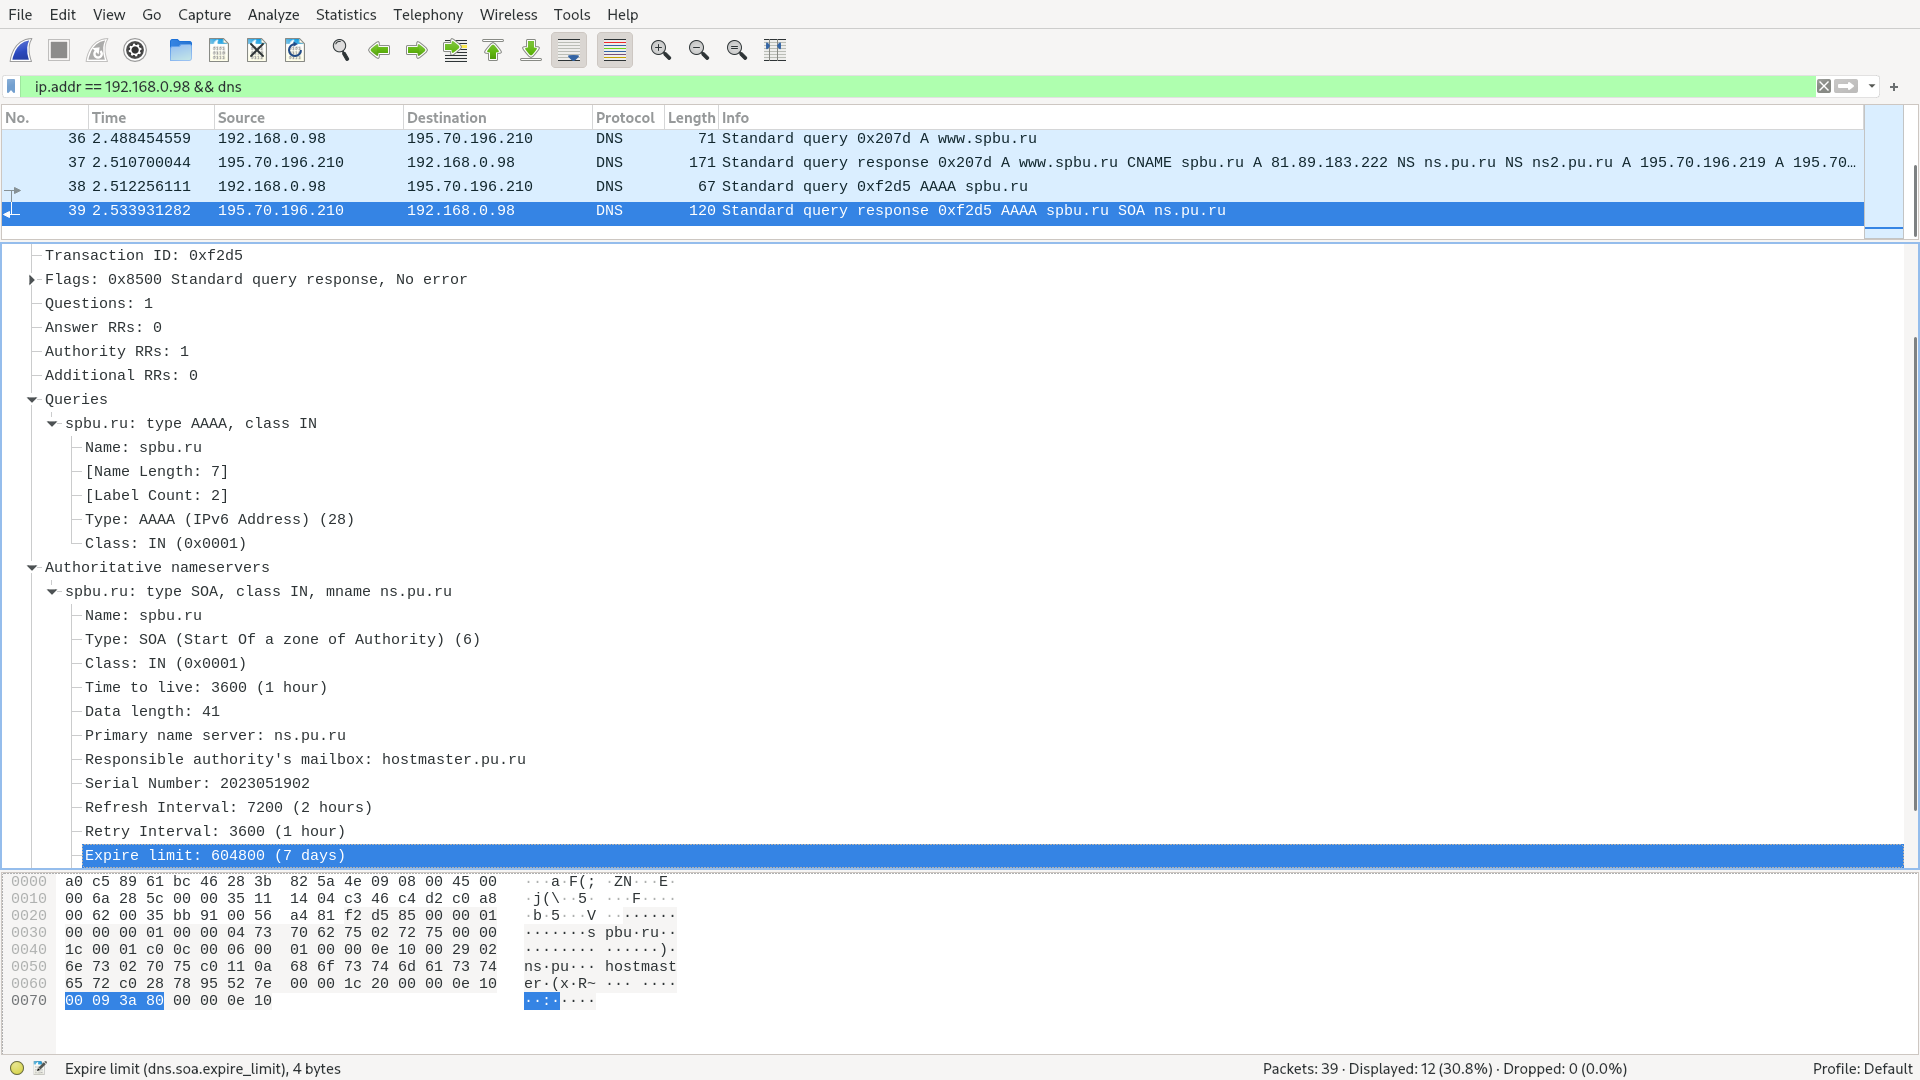 File Edit View Go Capture Analyze Statistics Telephony Wireless Tools Help
ip.addr == 192.168.0.98 && dns
No. Time Source Destination Protocol Length Info
36 2.488454559 192.168.0.98 195.70.196.210 DNS 71 Standard query 0x207d A www.spbu.ru
37 2.510700044 195.70.196.210 192.168.0.98 DNS 171 Standard query response 0x207d A www.spbu.ru CNAME spbu.ru A 81.89.183.222 NS ns.pu.ru NS ns2.pu.ru A 195.70.196.219 A 195.70…
38 2.512256111 192.168.0.98 195.70.196.210 DNS 67 Standard query 0xf2d5 AAAA spbu.ru
39 2.533931282 195.70.196.210 192.168.0.98 DNS 120 Standard query response 0xf2d5 AAAA spbu.ru SOA ns.pu.ru
Transaction ID: 0xf2d5
Flags: 0x8500 Standard query response, No error
Questions: 1
Answer RRs: 0
Authority RRs: 1
Additional RRs: 0
Queries
spbu.ru: type AAAA, class IN
Name: spbu.ru
[Name Length: 7]
[Label Count: 2]
Type: AAAA (IPv6 Address) (28)
Class: IN (0x0001)
Authoritative nameservers
spbu.ru: type SOA, class IN, mname ns.pu.ru
Name: spbu.ru
Type: SOA (Start Of a zone of Authority) (6)
Class: IN (0x0001)
Time to live: 3600 (1 hour)
Data length: 41
Primary name server: ns.pu.ru
Responsible authority's mailbox: hostmaster.pu.ru
Serial Number: 2023051902
Refresh Interval: 7200 (2 hours)
Retry Interval: 3600 (1 hour)
Expire limit: 604800 (7 days)
0000 a0 c5 89 61 bc 46 28 3b 82 5a 4e 09 08 00 45 00 ···a·F(; ·ZN···E·
0010 00 6a 28 5c 00 00 35 11 14 04 c3 46 c4 d2 c0 a8 ·j(\··5· ···F····
0020 00 62 00 35 bb 91 00 56 a4 81 f2 d5 85 00 00 01 ·b·5···V ········
0030 00 00 00 01 00 00 04 73 70 62 75 02 72 75 00 00 ·······s pbu·ru··
0040 1c 00 01 c0 0c 00 06 00 01 00 00 0e 10 00 29 02 ········ ······)·
0050 6e 73 02 70 75 c0 11 0a 68 6f 73 74 6d 61 73 74 ns·pu··· hostmast
0060 65 72 c0 28 78 95 52 7e 00 00 1c 20 00 00 0e 10 er·(x·R~ ··· ····
0070 00 09 3a 80 00 00 0e 10 ··:·····
Expire limit (dns.soa.expire_limit), 4 bytes Packets: 39 · Displayed: 12 (30.8%) · Dropped: 0 (0.0%) Profile: Default